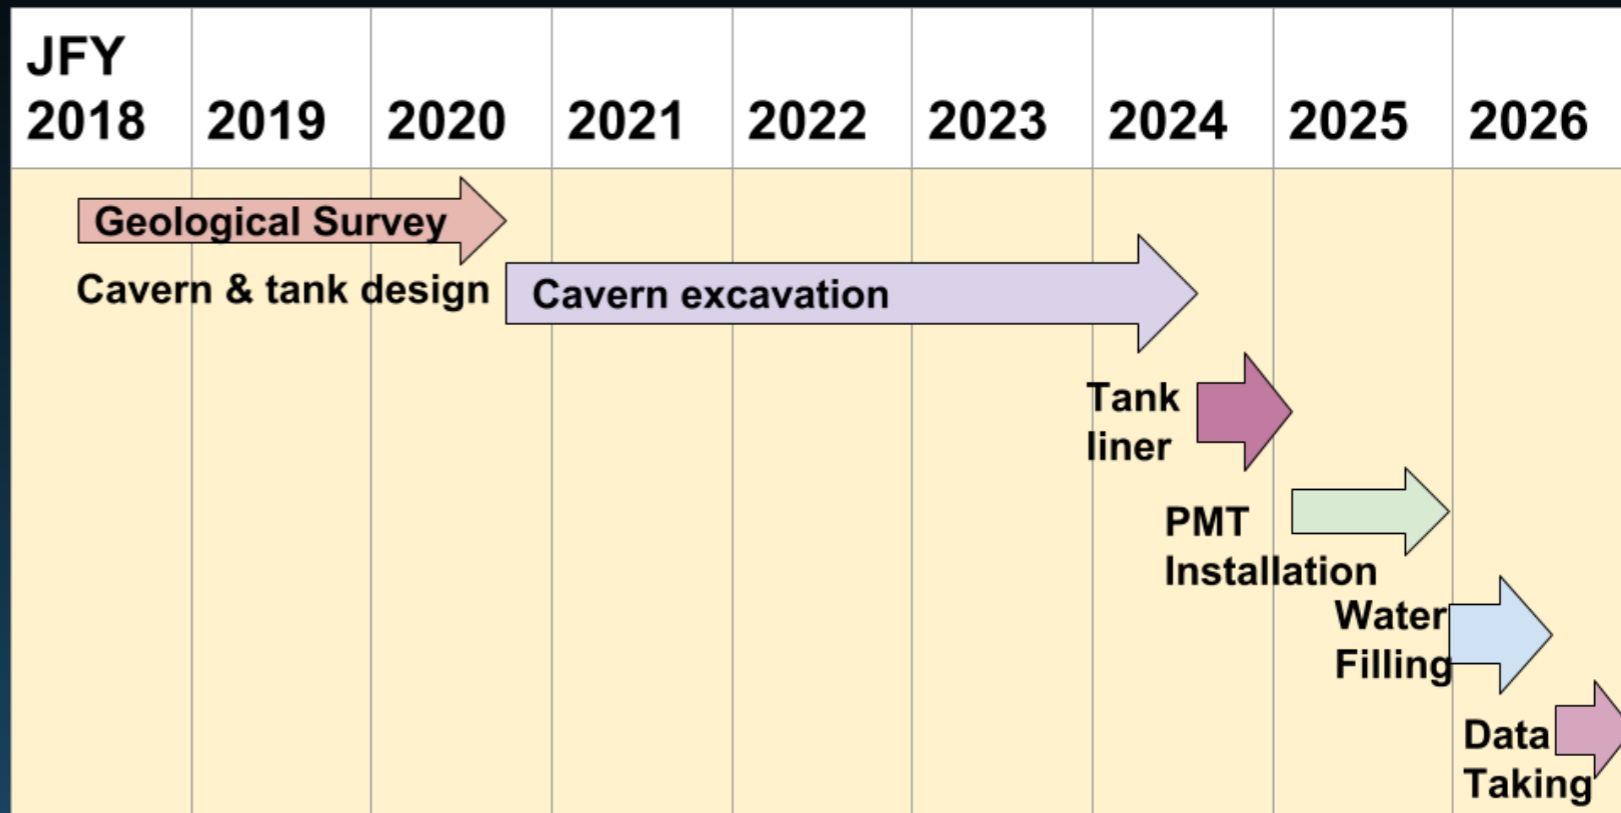 JFY
2018 2019 2020 2021 2022 2023 2024 2025 2026
Geological Survey
Cavern & tank design
Cavern excavation
Tank
liner
PMT
Installation
Water
Filling
Data
Taking